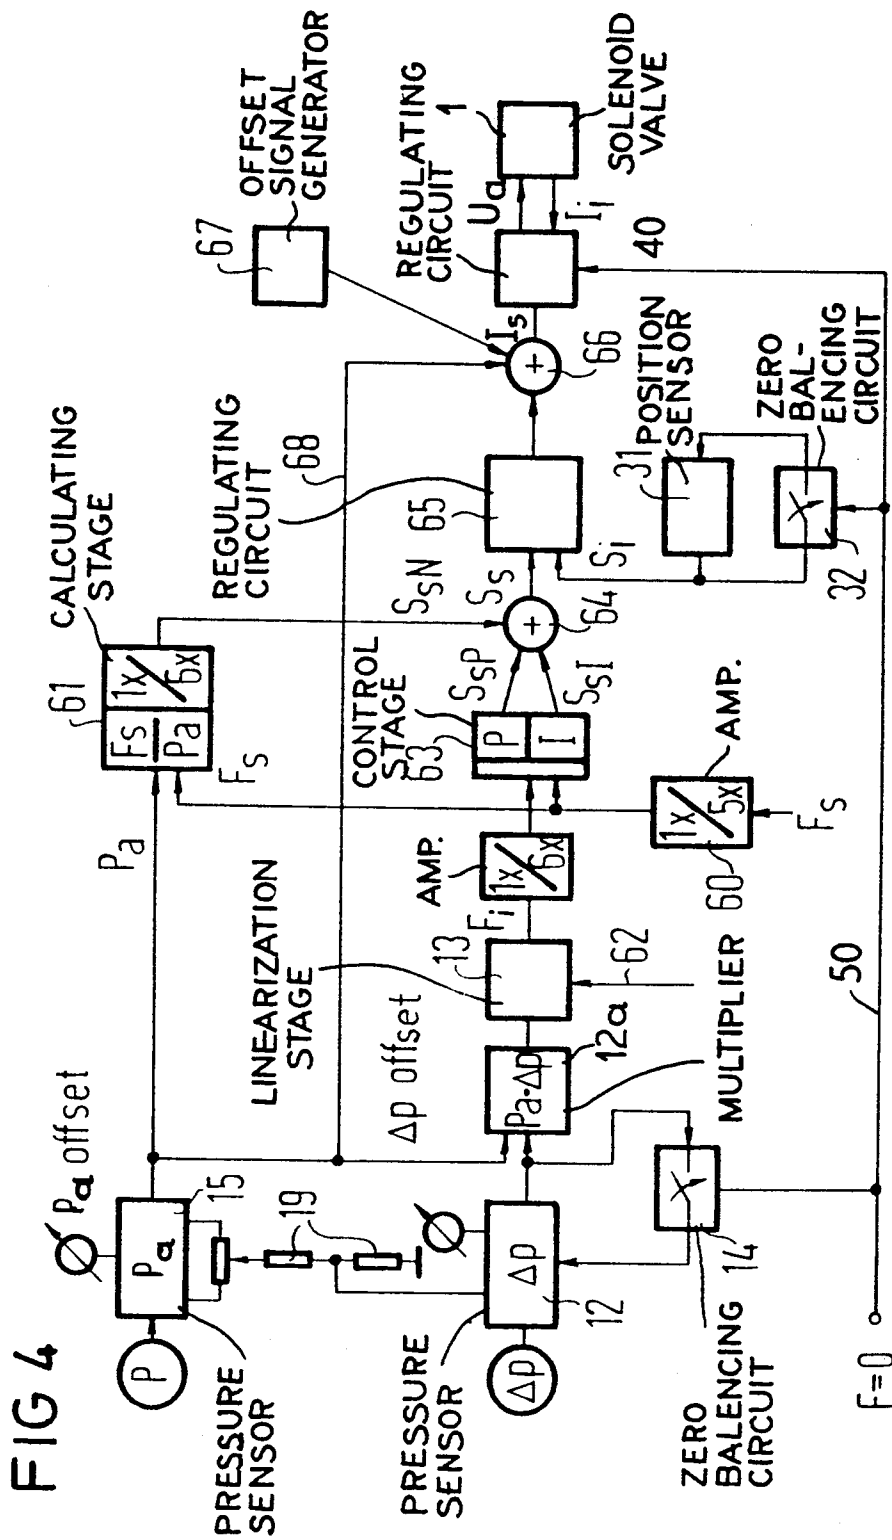 FIG 4
PRESSURE
SENSOR
P
Pa
15
Pa offset
Pa
19
61
CALCULATING
STAGE
Fs
Pa
1x
6x
Fs
SsN
REGULATING
CIRCUIT
68
67
OFFSET
SIGNAL
GENERATOR
PRESSURE
SENSOR
Δp
Δp
12
Δp offset
LINEARIZATION
STAGE
Pa·Δp
12a
MULTIPLIER
13
62
Fi
AMP.
1x
6x
CONTROL
STAGE
63
P
I
SsP
SsI
+
64
Ss
Si
65
+
66
Is
REGULATING
CIRCUIT
Ua
Ii
40
1
SOLENOID
VALVE
60
1x
5x
AMP.
Fs
31
POSITION
SENSOR
32
ZERO
BAL-
ENCING
CIRCUIT
14
ZERO
BALENCING
CIRCUIT
50
F=0